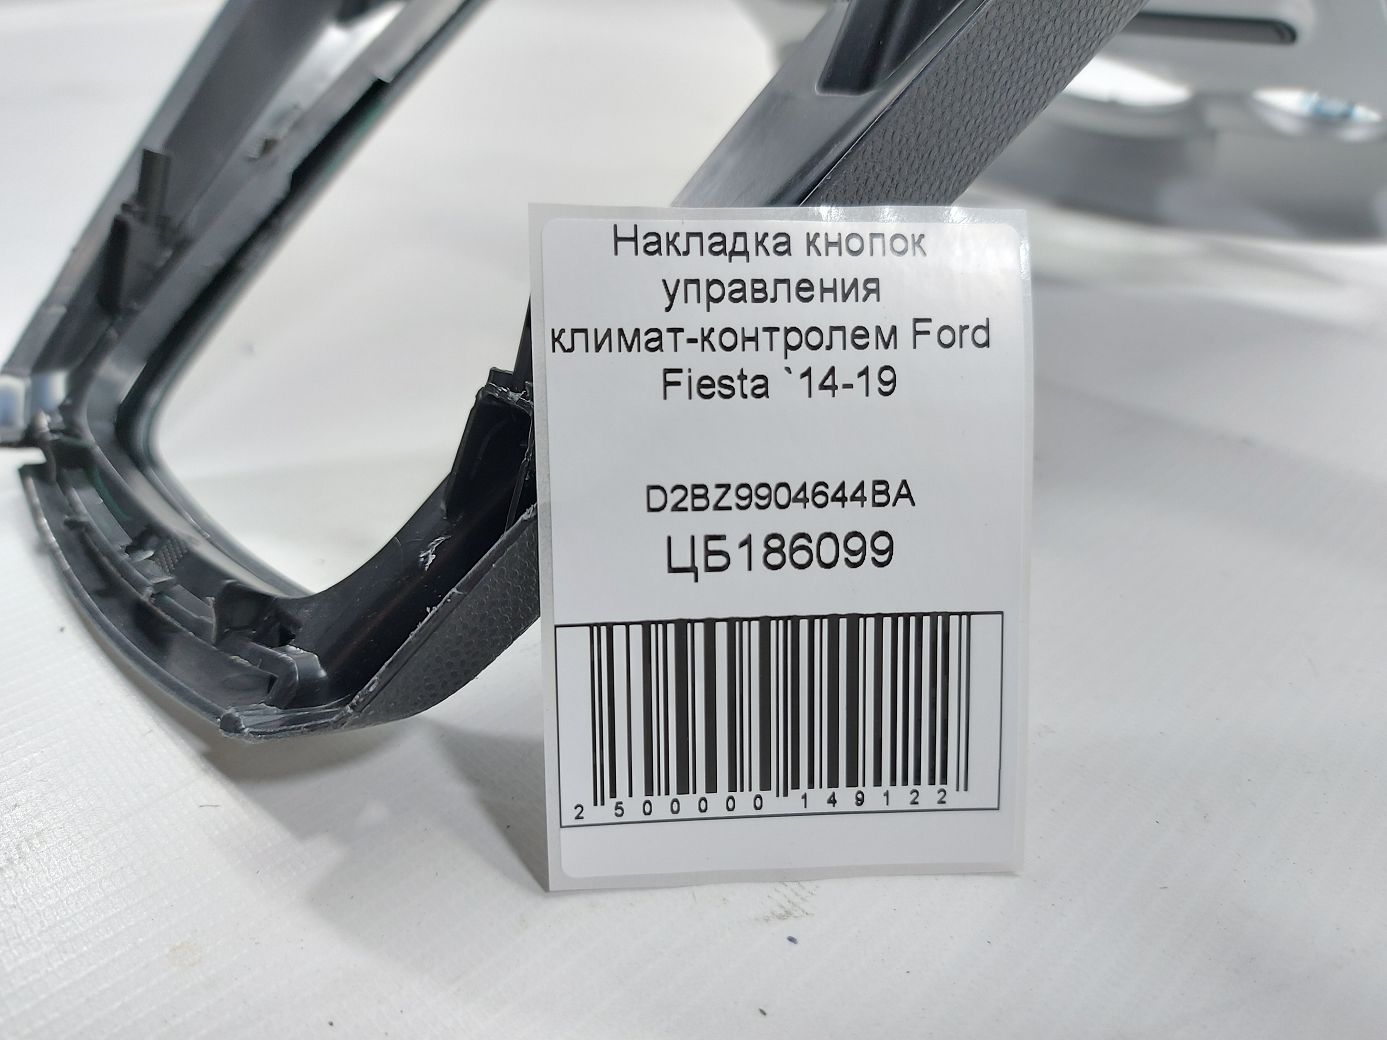 Накладка кнопок
управления
климат-контролем Ford
Fiesta `14-19
D2BZ9904644BA
ЦБ186099
2 500000 149122